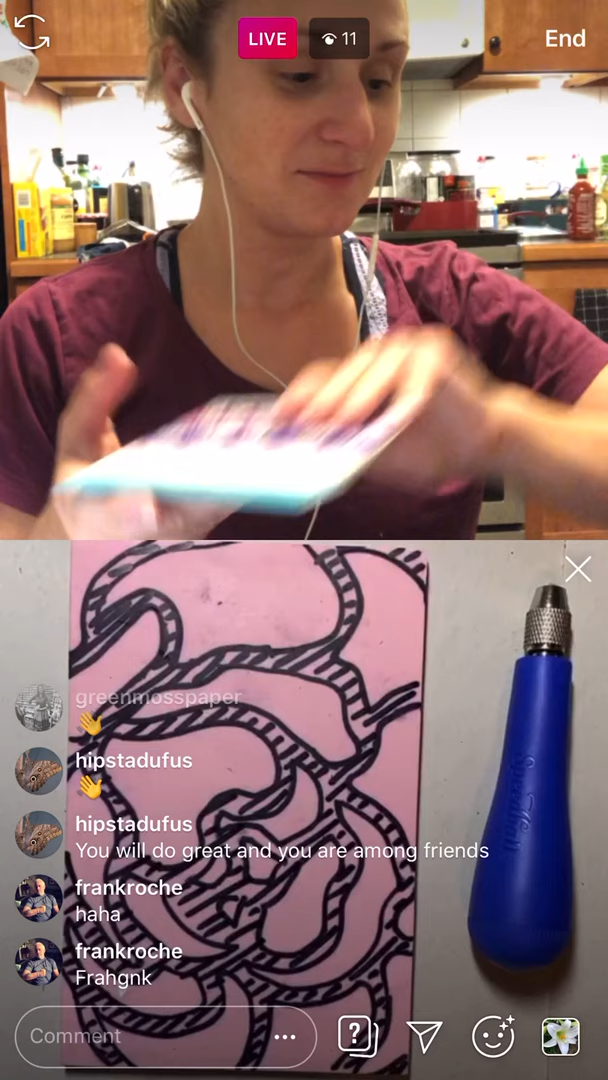 LIVE
11
End
greenmosspaper
👋
hipstadufus
👋
hipstadufus
You will do great and you are among friends
frankroche
haha
frankroche
Frahgnk
Speedball
Comment